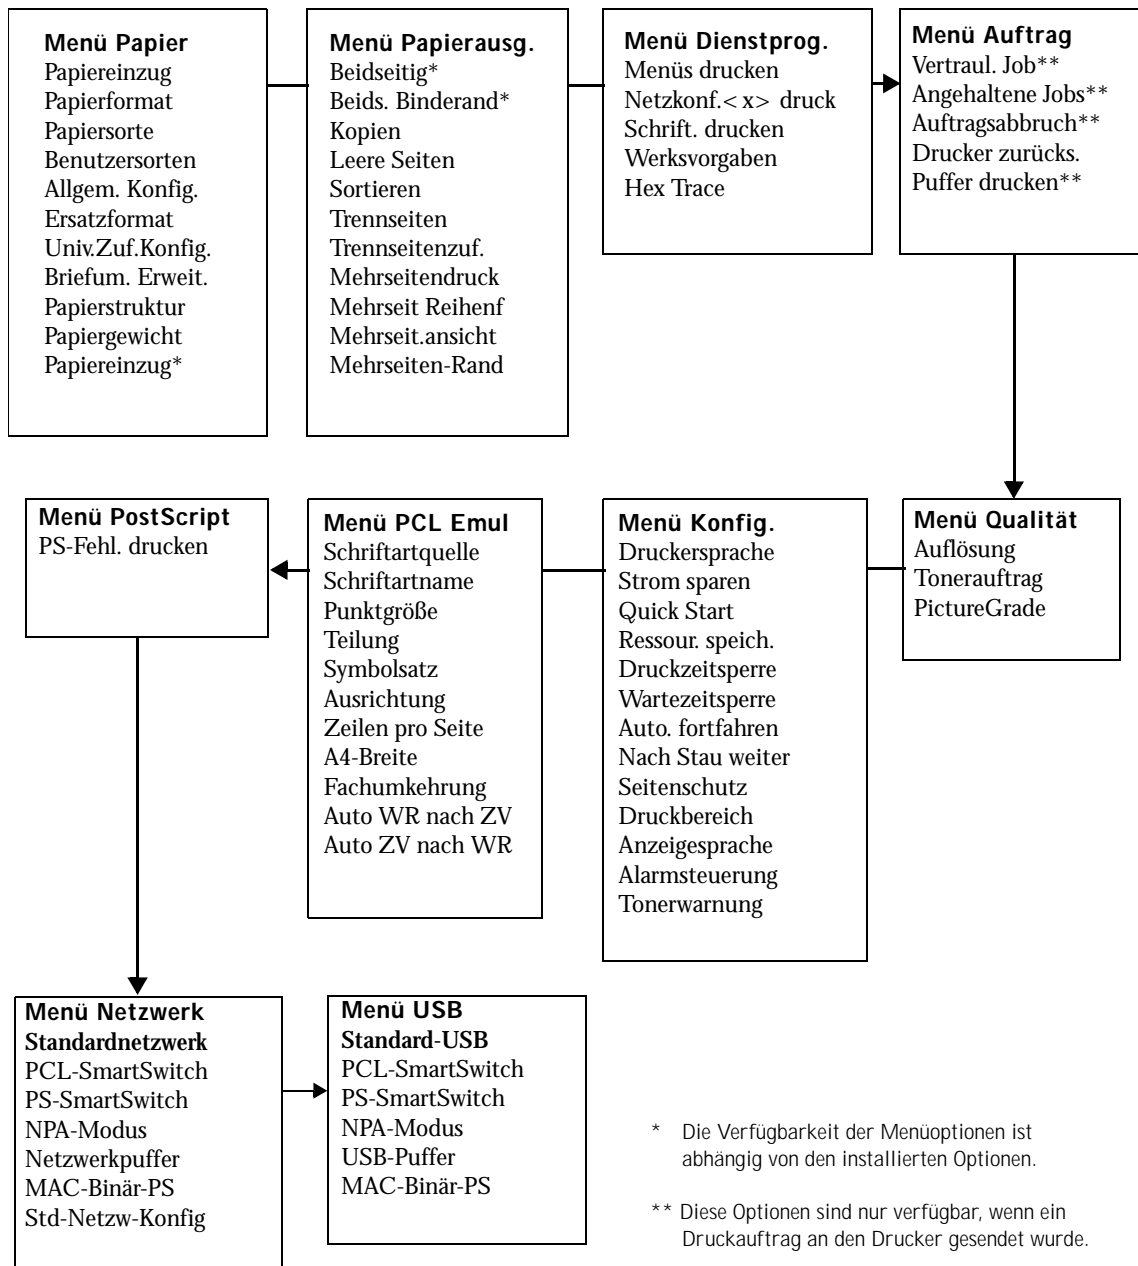 Menü Papier
Papiereinzug
Papierformat
Papiersorte
Benutzersorten
Allgem. Konfig.
Ersatzformat
Univ.Zuf.Konfig.
Briefum. Erweit.
Papierstruktur
Papiergewicht
Papiereinzug*
Menü Papierausg.
Beidseitig*
Beids. Binderand*
Kopien
Leere Seiten
Sortieren
Trennseiten
Trennseitenzuf.
Mehrseitendruck
Mehrseit Reihenf
Mehrseit.ansicht
Mehrseiten-Rand
Menü Dienstprog.
Menüs drucken
Netzkonf.<x> druck
Schrift. drucken
Werksvorgaben
Hex Trace
Menü Auftrag
Vertraul. Job**
Angehaltene Jobs**
Auftragsabbruch**
Drucker zurücks.
Puffer drucken**
Menü Qualität
Auflösung
Tonerauftrag
PictureGrade
Menü Konfig.
Druckersprache
Strom sparen
Quick Start
Ressour. speich.
Druckzeitsperre
Wartezeitsperre
Auto. fortfahren
Nach Stau weiter
Seitenschutz
Druckbereich
Anzeigesprache
Alarmsteuerung
Tonerwarnung
Menü PCL Emul
Schriftartquelle
Schriftartname
Punktgröße
Teilung
Symbolsatz
Ausrichtung
Zeilen pro Seite
A4-Breite
Fachumkehrung
Auto WR nach ZV
Auto ZV nach WR
Menü PostScript
PS-Fehl. drucken
Menü Netzwerk
Standardnetzwerk
PCL-SmartSwitch
PS-SmartSwitch
NPA-Modus
Netzwerkpuffer
MAC-Binär-PS
Std-Netzw-Konfig
Menü USB
Standard-USB
PCL-SmartSwitch
PS-SmartSwitch
NPA-Modus
USB-Puffer
MAC-Binär-PS
* Die Verfügbarkeit der Menüoptionen ist
abhängig von den installierten Optionen.
** Diese Optionen sind nur verfügbar, wenn ein
Druckauftrag an den Drucker gesendet wurde.